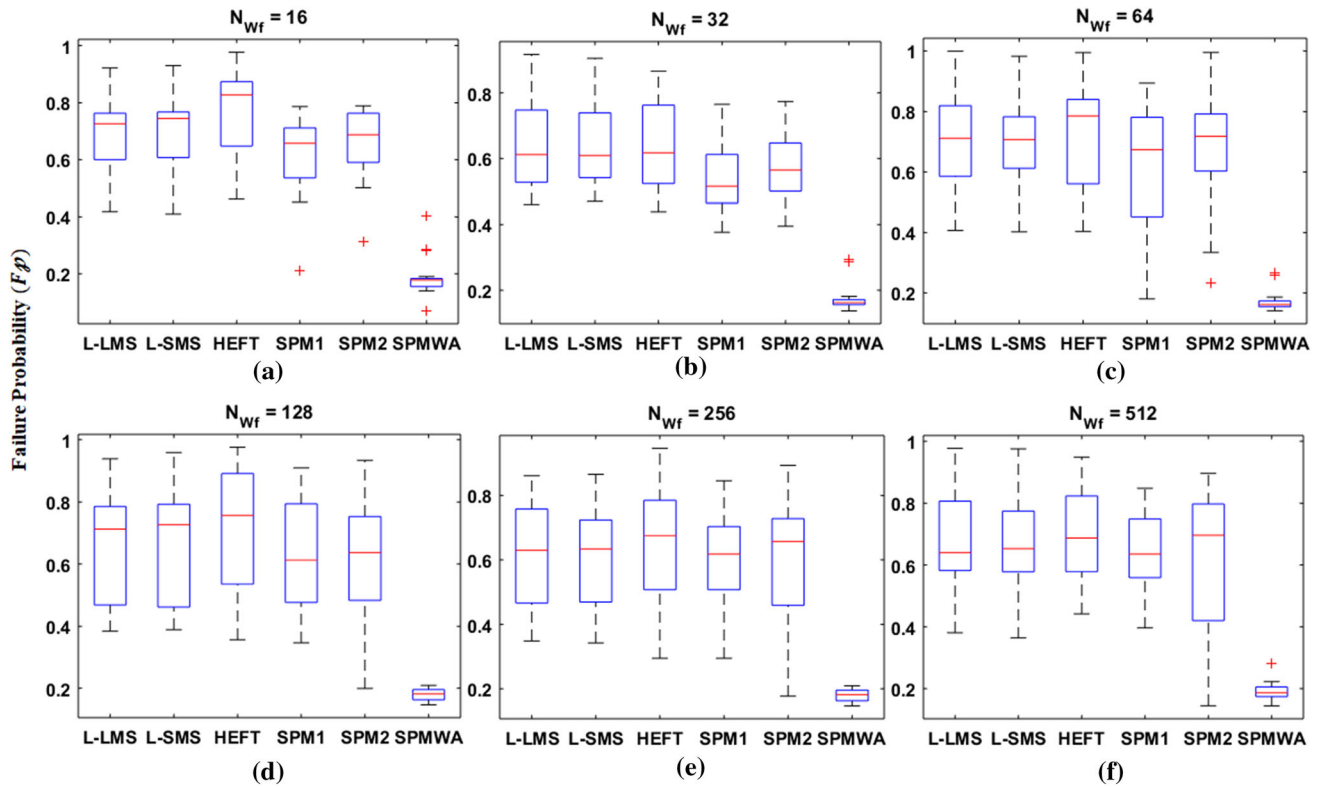 Failure Probability (F𝓅)
N_Wf = 16
1
0.8
0.6
0.4
0.2
L-LMS L-SMS HEFT SPM1 SPM2 SPMWA
(a)
N_Wf = 32
0.8
0.6
0.4
0.2
L-LMS L-SMS HEFT SPM1 SPM2 SPMWA
(b)
N_Wf = 64
1
0.8
0.6
0.4
0.2
L-LMS L-SMS HEFT SPM1 SPM2 SPMWA
(c)
N_Wf = 128
1
0.8
0.6
0.4
0.2
L-LMS L-SMS HEFT SPM1 SPM2 SPMWA
(d)
N_Wf = 256
0.8
0.6
0.4
0.2
L-LMS L-SMS HEFT SPM1 SPM2 SPMWA
(e)
N_Wf = 512
1
0.8
0.6
0.4
0.2
L-LMS L-SMS HEFT SPM1 SPM2 SPMWA
(f)